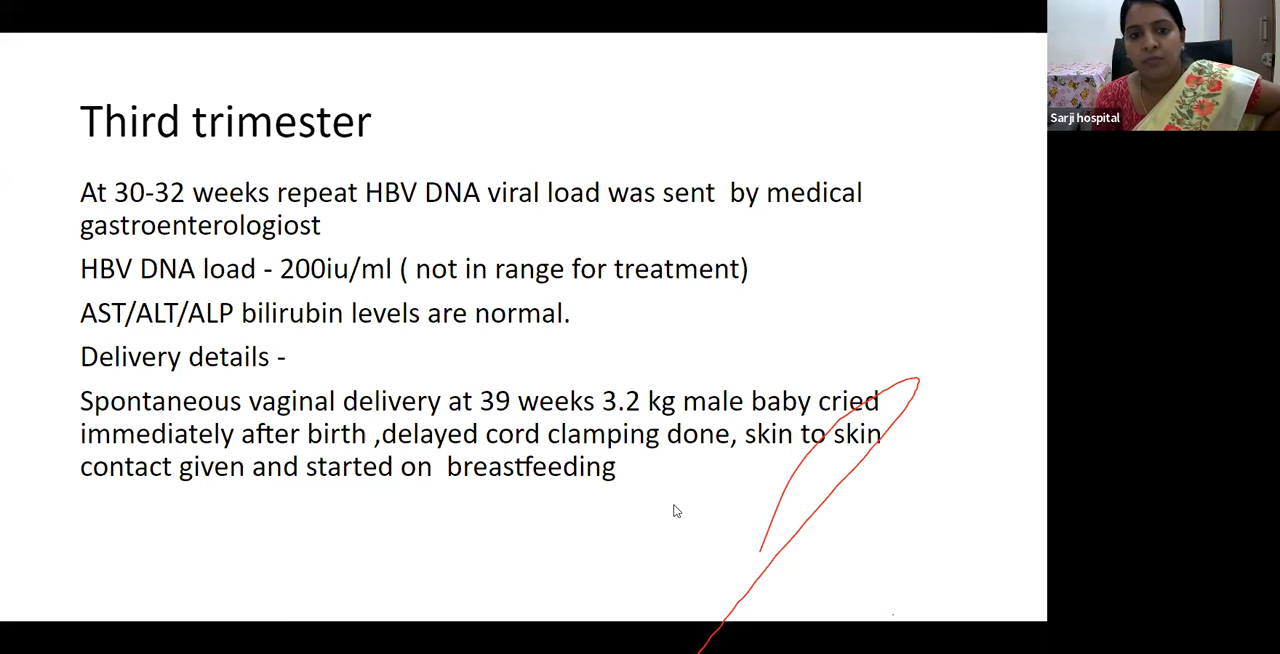 Third trimester
At 30-32 weeks repeat HBV DNA viral load was sent  by medical
gastroenterologiost
HBV DNA load - 200iu/ml ( not in range for treatment)
AST/ALT/ALP bilirubin levels are normal.
Delivery details -
Spontaneous vaginal delivery at 39 weeks 3.2 kg male baby cried
immediately after birth ,delayed cord clamping done, skin to skin
contact given and started on  breastfeeding
Sarji hospital